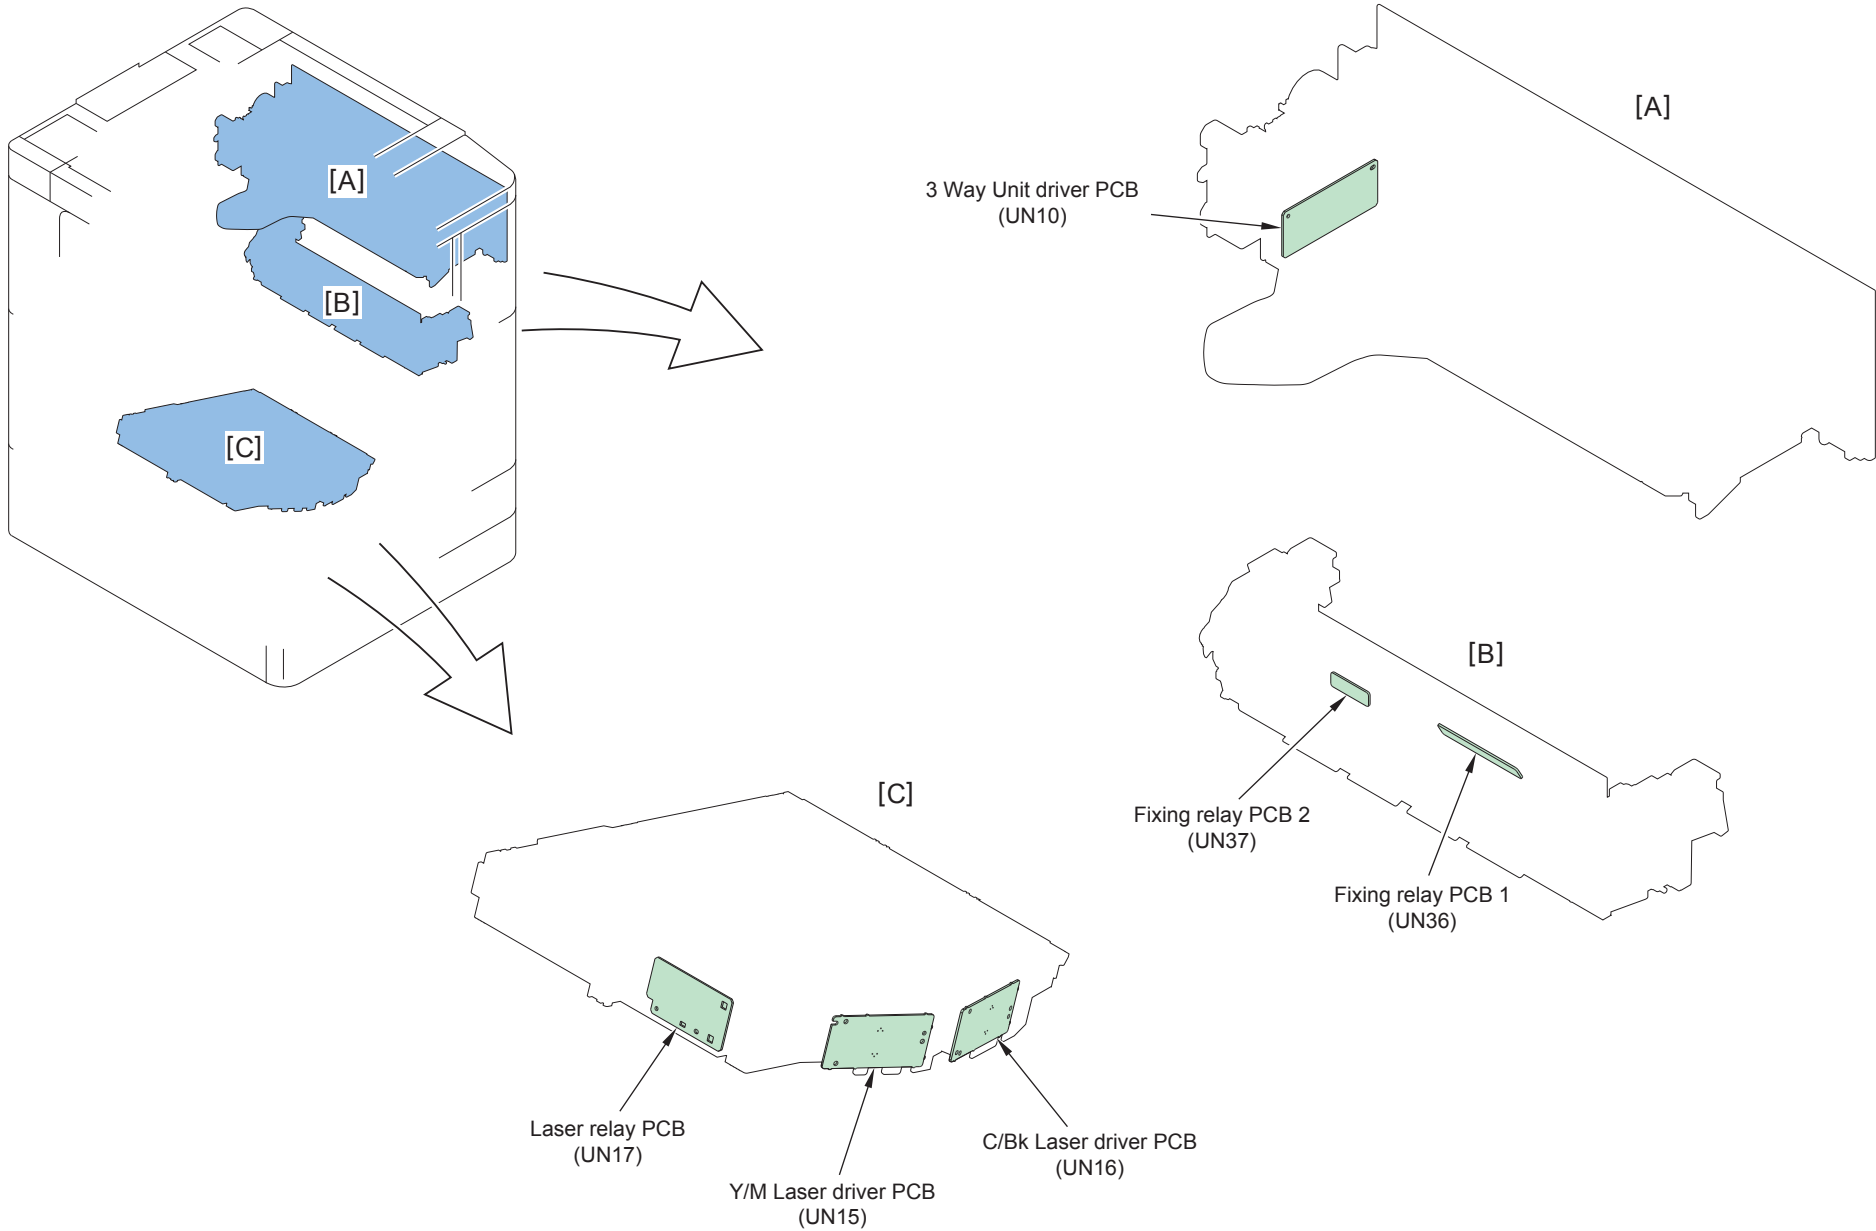 [A]
[B]
[C]
[A]
3 Way Unit driver PCB
(UN10)
[B]
Fixing relay PCB 2
(UN37)
Fixing relay PCB 1
(UN36)
[C]
Laser relay PCB
(UN17)
Y/M Laser driver PCB
(UN15)
C/Bk Laser driver PCB
(UN16)